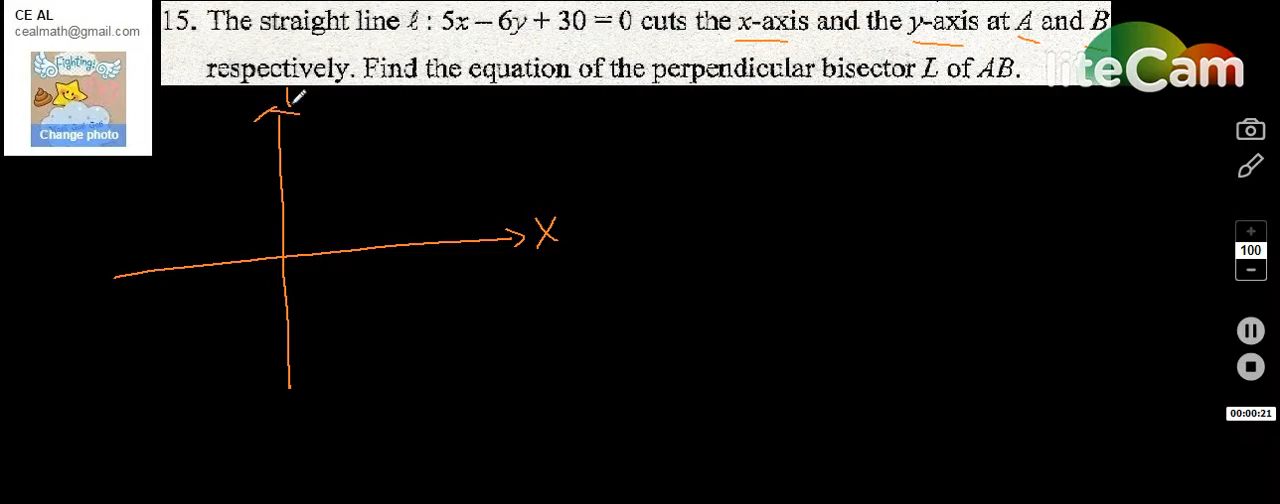 CE AL
cealmath@gmail.com
Fighting!
Change photo
15. The straight line ℓ : 5x − 6y + 30 = 0 cuts the x-axis and the y-axis at A and B
respectively. Find the equation of the perpendicular bisector L of AB.
liteCam
X
+
100
−
00:00:21